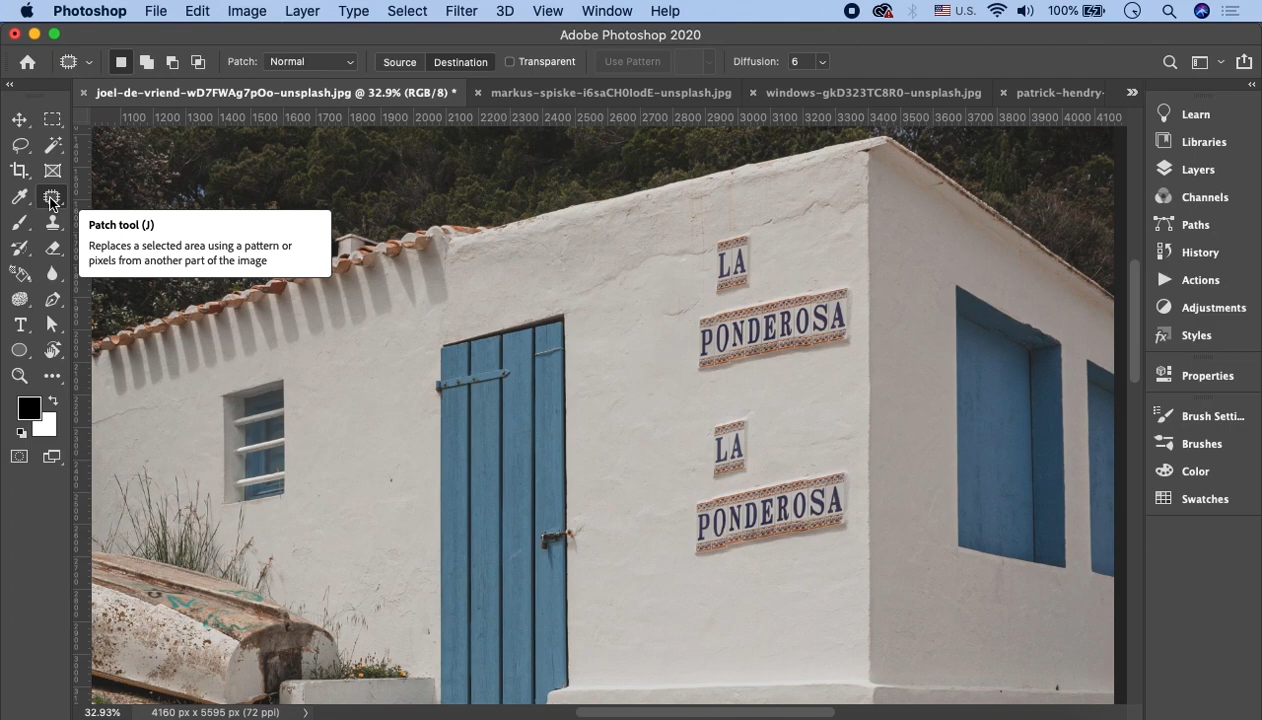 Photoshop File Edit Image Layer Type Select Filter 3D View Window Help U.S. 100%
Adobe Photoshop 2020
Patch: Normal Source Destination Transparent Use Pattern Diffusion: 6
joel-de-vriend-wD7FWAg7pOo-unsplash.jpg @ 32.9% (RGB/8) * markus-spiske-i6saCH0IodE-unsplash.jpg windows-gkD323TC8R0-unsplash.jpg patrick-hendry-
1100 1200 1300 1400 1500 1600 1700 1800 1900 2000 2100 2200 2300 2400 2500 2600 2700 2800 2900 3000 3100 3200 3300 3400 3500 3600 3700 3800 3900 4000 4100
Patch tool (J)
Replaces a selected area using a pattern or
pixels from another part of the image
LA
PONDEROSA
LA
PONDEROSA
Learn
Libraries
Layers
Channels
Paths
History
Actions
Adjustments
Styles
Properties
Brush Setti...
Brushes
Color
Swatches
32.93% 4160 px x 5595 px (72 ppi)